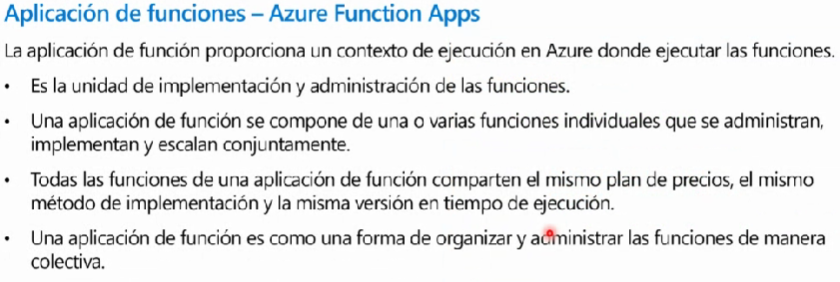 Aplicación de funciones – Azure Function Apps
La aplicación de función proporciona un contexto de ejecución en Azure donde ejecutar las funciones.
• Es la unidad de implementación y administración de las funciones.
• Una aplicación de función se compone de una o varias funciones individuales que se administran,
implementan y escalan conjuntamente.
• Todas las funciones de una aplicación de función comparten el mismo plan de precios, el mismo
método de implementación y la misma versión en tiempo de ejecución.
• Una aplicación de función es como una forma de organizar y administrar las funciones de manera
colectiva.